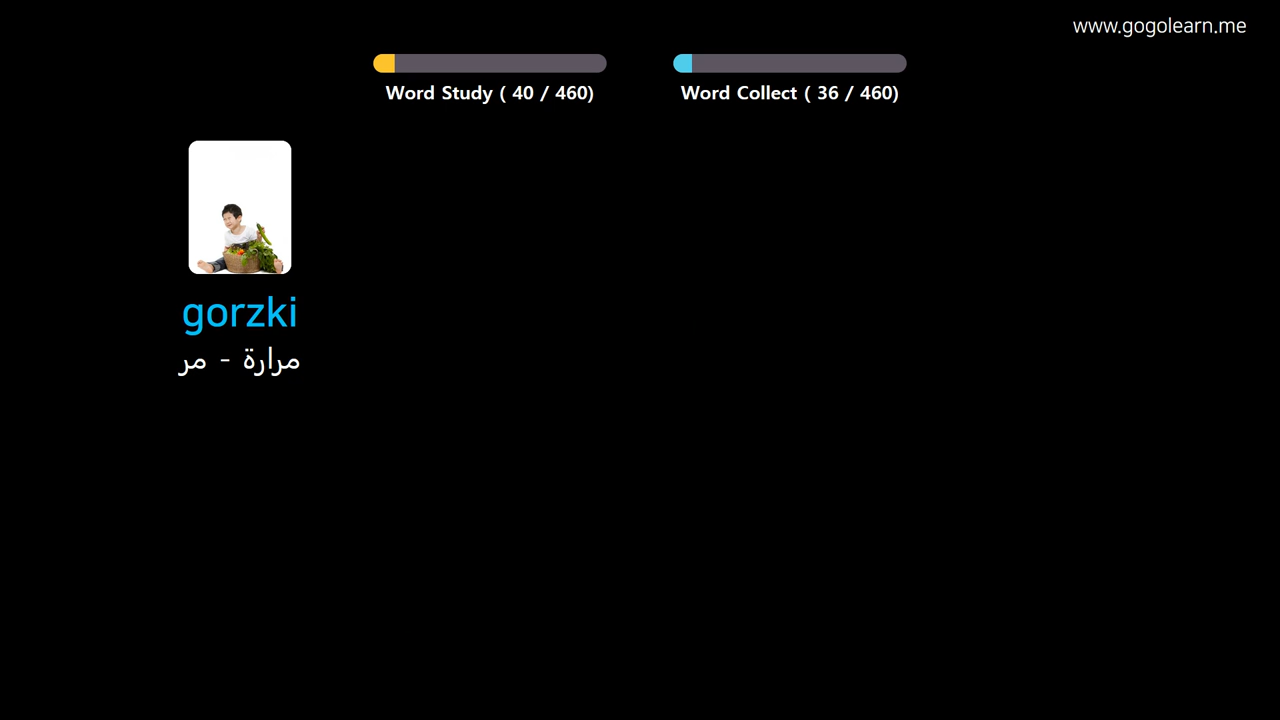 www.gogolearn.me
Word Study ( 40 / 460)
Word Collect ( 36 / 460)
gorzki
مرارة - مر